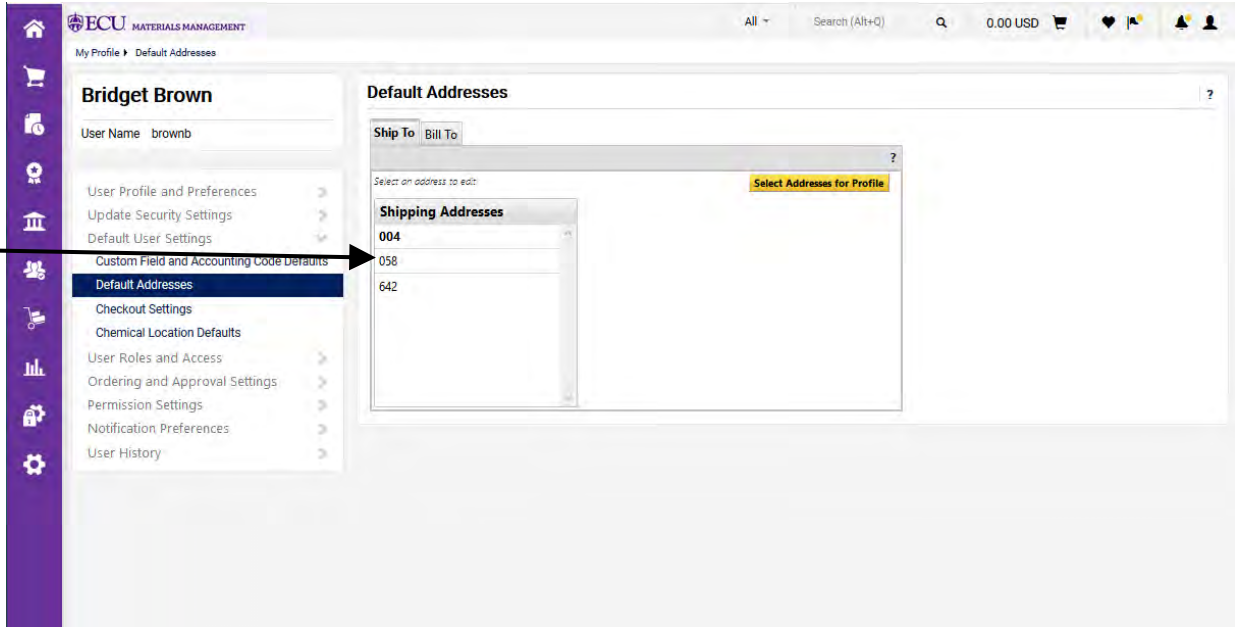 ECU MATERIALS MANAGEMENT
All Search (Alt+Q) 0.00 USD
My Profile Default Addresses
Bridget Brown
User Name brownb
User Profile and Preferences
Update Security Settings
Default User Settings
Custom Field and Accounting Code Defaults
Default Addresses
Checkout Settings
Chemical Location Defaults
User Roles and Access
Ordering and Approval Settings
Permission Settings
Notification Preferences
User History
Default Addresses ?
Ship To Bill To
?
Select an address to edit Select Addresses for Profile
Shipping Addresses
004
058
642